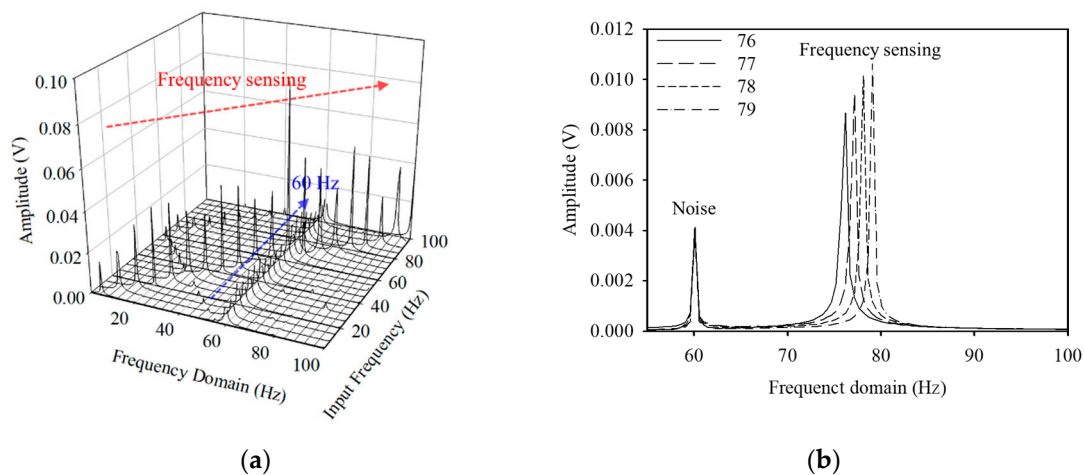 0.10
0.08
0.06
0.04
0.02
0.00
Amplitude (V)
Frequency sensing
60 Hz
20
40
60
80
100
Frequency Domain (Hz)
20
40
60
80
100
Input Frequency (Hz)
(a)
0.012
0.010
0.008
0.006
0.004
0.002
0.000
Amplitude (V)
76
77
78
79
Frequency sensing
Noise
60
70
80
90
100
Frequenct domain (Hz)
(b)